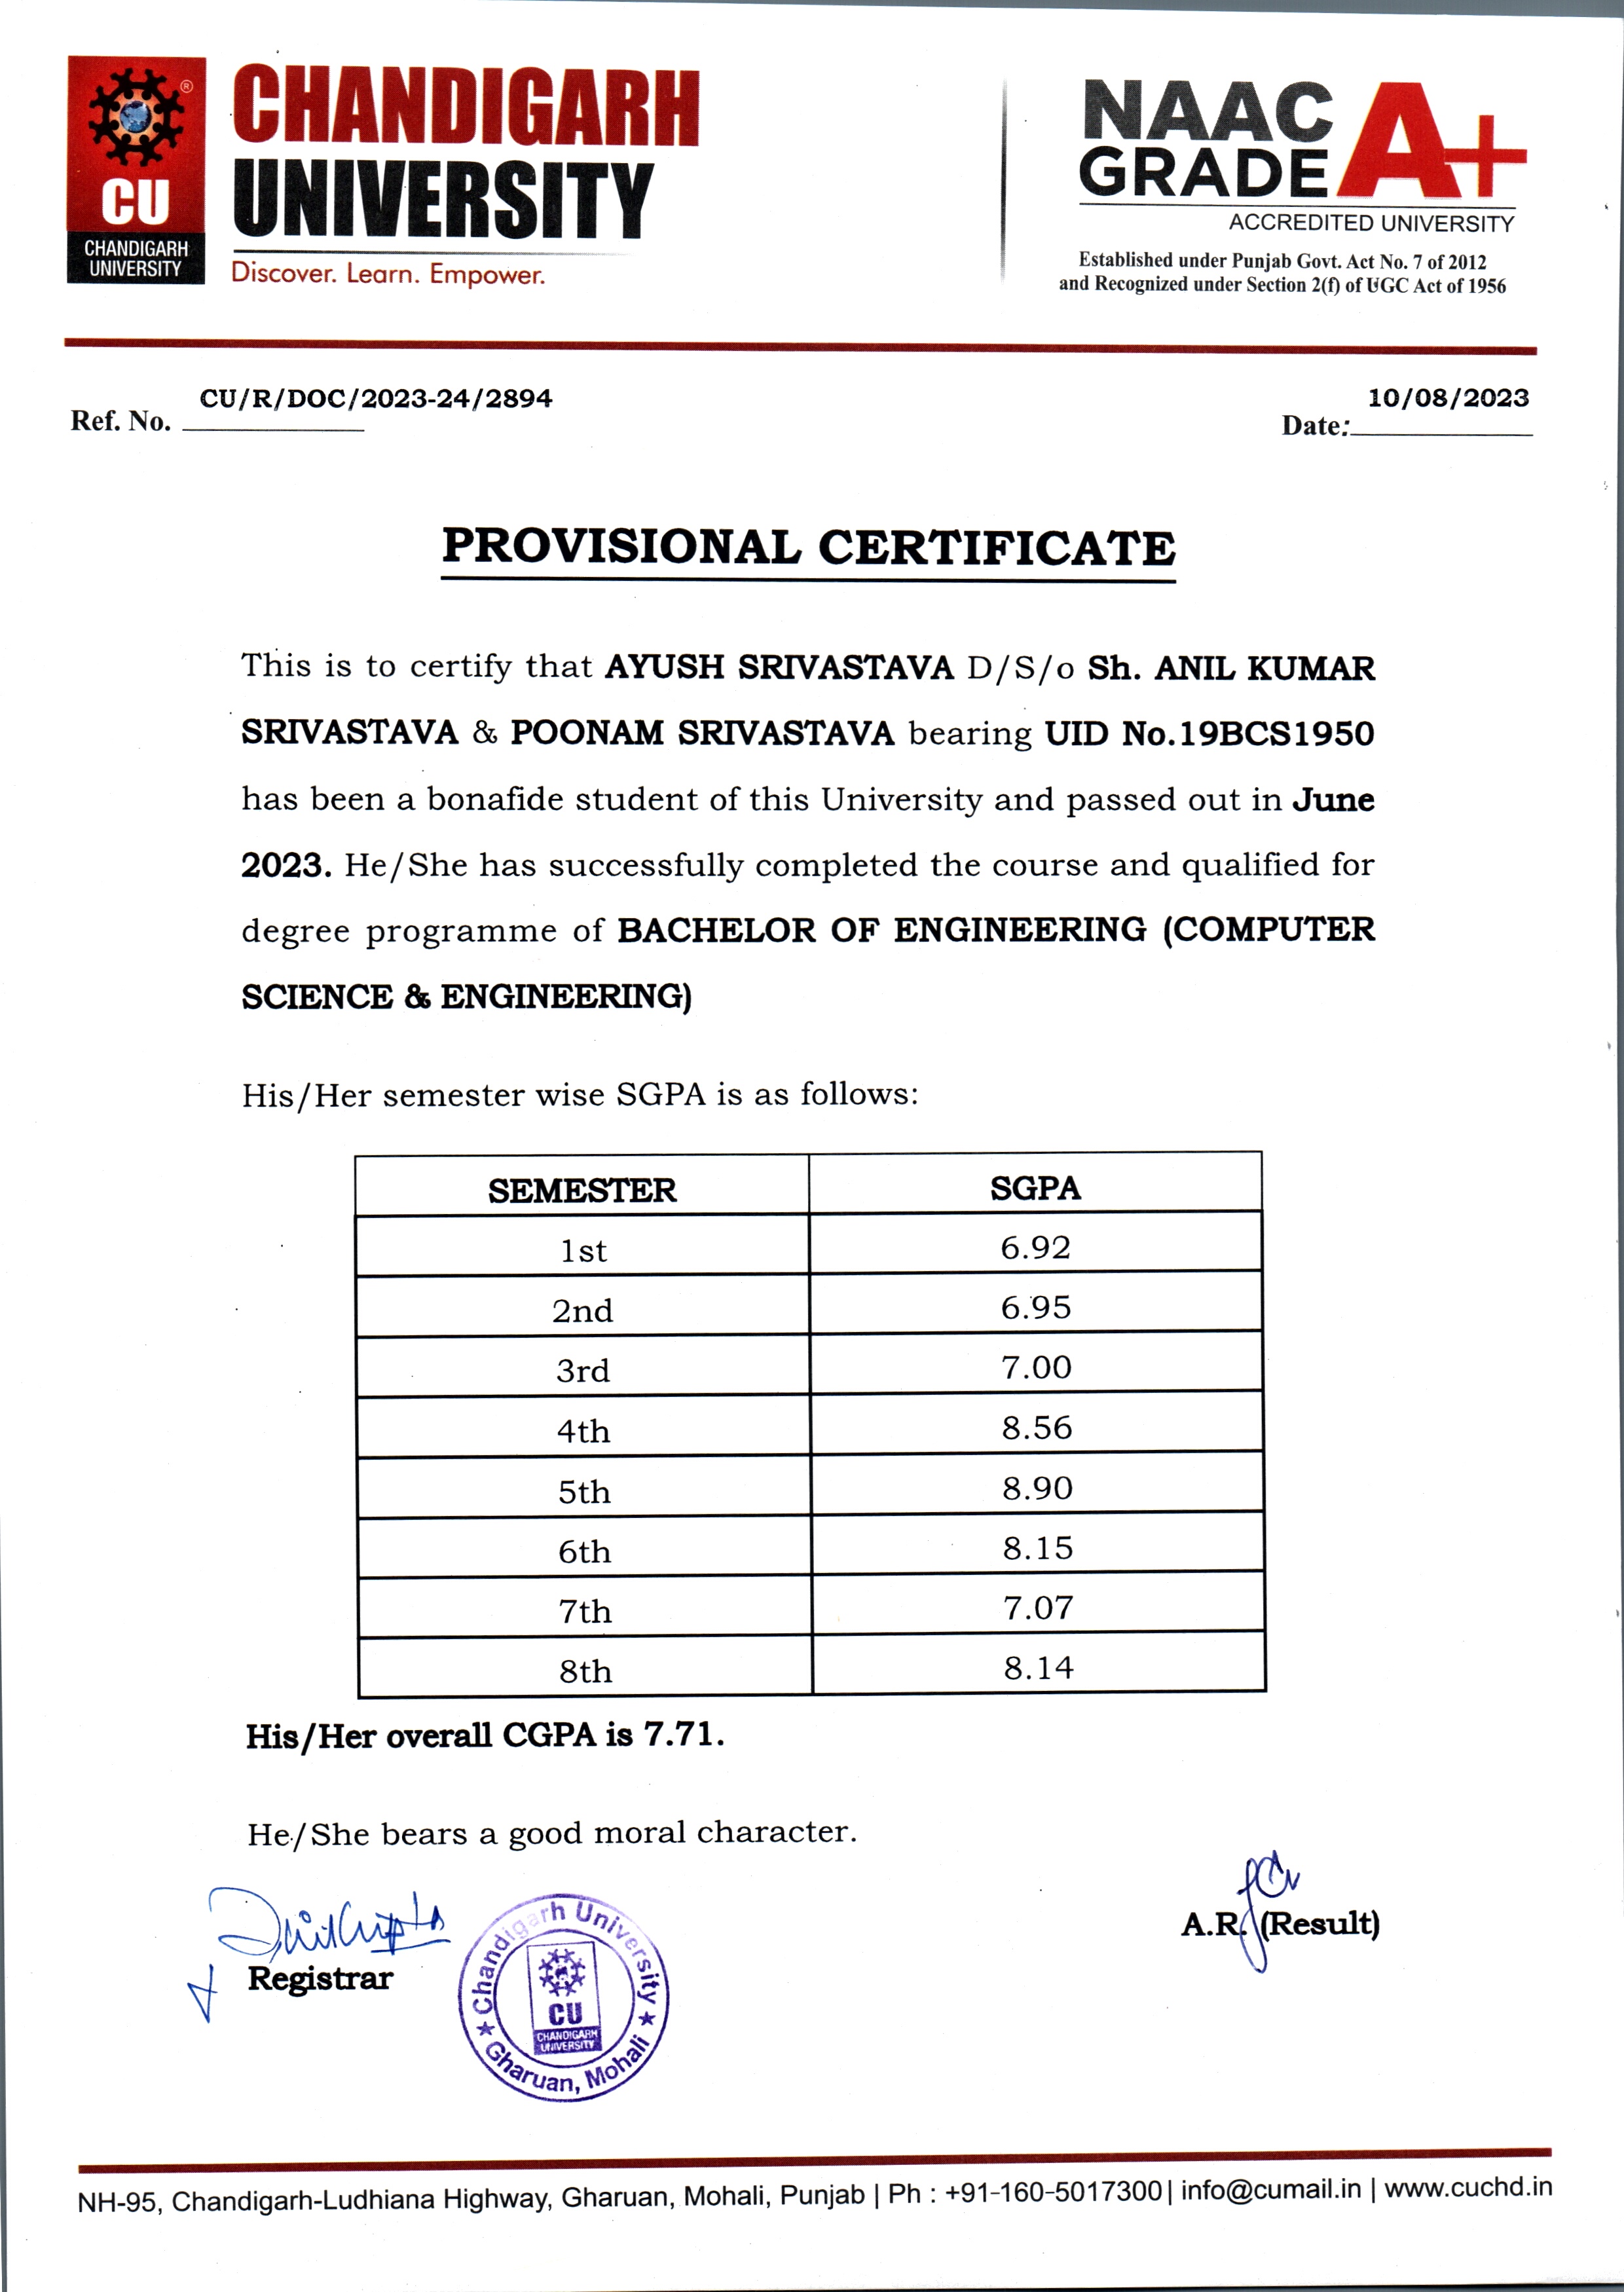 CU
CHANDIGARH
UNIVERSITY
®
CHANDIGARH
UNIVERSITY
Discover. Learn. Empower.
NAAC
GRADE A+
ACCREDITED UNIVERSITY
Established under Punjab Govt. Act No. 7 of 2012
and Recognized under Section 2(f) of UGC Act of 1956
Ref. No. CU/R/DOC/2023-24/2894
Date: 10/08/2023
PROVISIONAL CERTIFICATE
This is to certify that AYUSH SRIVASTAVA D/S/o Sh. ANIL KUMAR
SRIVASTAVA & POONAM SRIVASTAVA bearing UID No.19BCS1950
has been a bonafide student of this University and passed out in June
2023. He/She has successfully completed the course and qualified for
degree programme of BACHELOR OF ENGINEERING (COMPUTER
SCIENCE & ENGINEERING)
His/Her semester wise SGPA is as follows:
SEMESTER SGPA
1st 6.92
2nd 6.95
3rd 7.00
4th 8.56
5th 8.90
6th 8.15
7th 7.07
8th 8.14
His/Her overall CGPA is 7.71.
He/She bears a good moral character.
Registrar
Chandigarh University
CU
CHANDIGARH
UNIVERSITY
★ Gharuan, Mohali ★
A.R. (Result)
NH-95, Chandigarh-Ludhiana Highway, Gharuan, Mohali, Punjab | Ph : +91-160-5017300 | info@cumail.in | www.cuchd.in